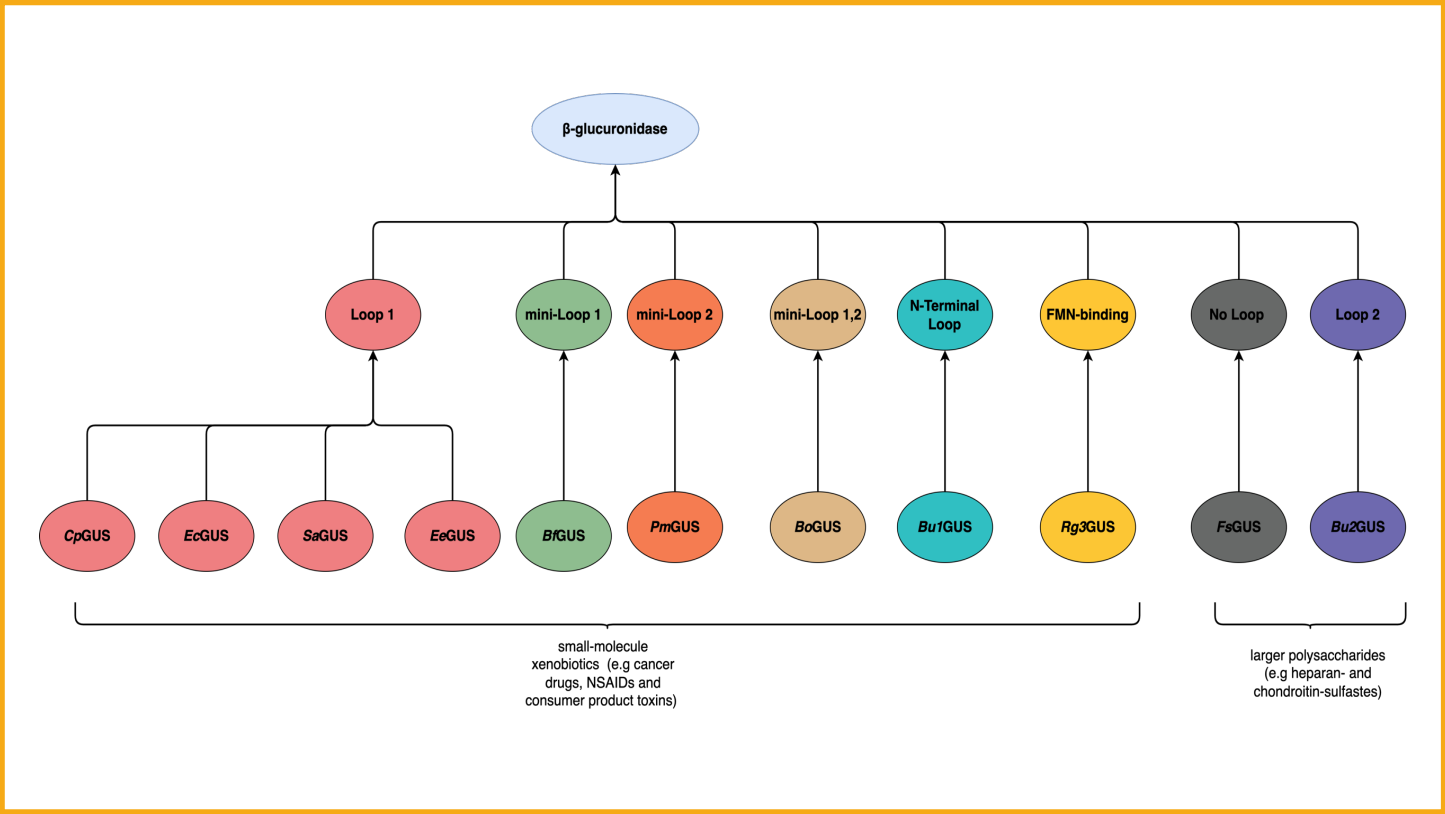 β-glucuronidase
Loop 1
mini-Loop 1
mini-Loop 2
mini-Loop 1,2
N-Terminal
Loop
FMN-binding
No Loop
Loop 2
CpGUS
EcGUS
SaGUS
EeGUS
BfGUS
PmGUS
BoGUS
Bu1GUS
Rg3GUS
FsGUS
Bu2GUS
small-molecule
xenobiotics (e.g cancer
drugs, NSAIDs and
consumer product toxins)
larger polysaccharides
(e.g heparan- and
chondroitin-sulfastes)